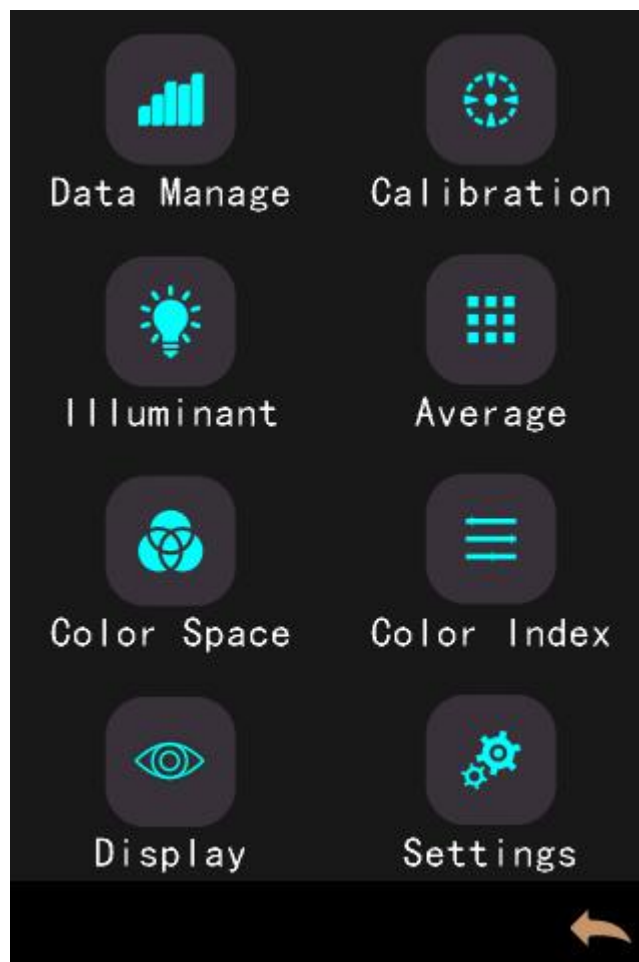 Data Manage Calibration
Illuminant Average
Color Space Color Index
Display Settings